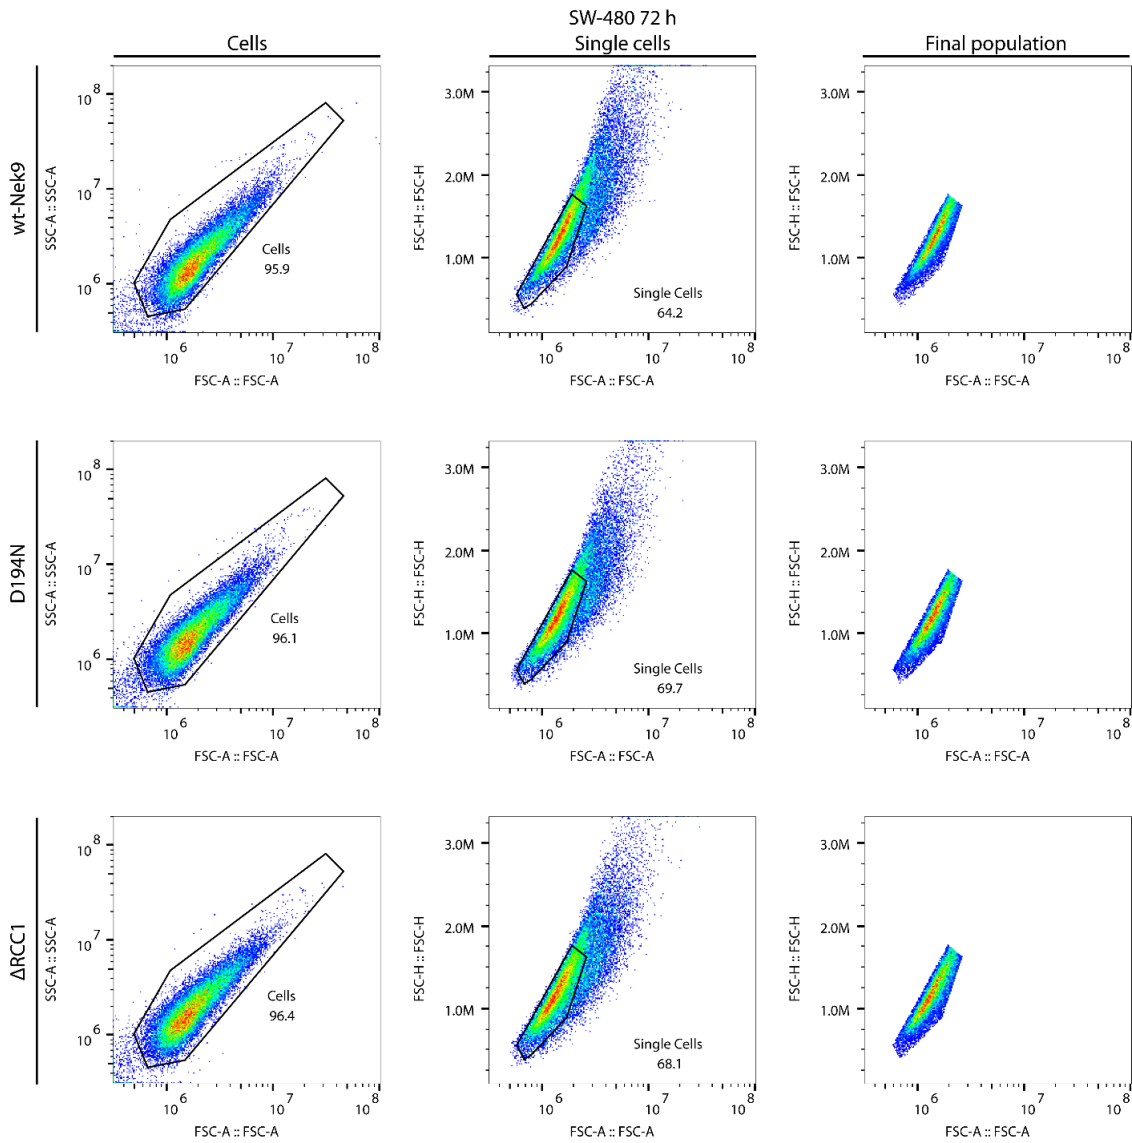 SW-480 72 h
Cells
Single cells
Final population
wt-Nek9
SSC-A :: SSC-A
10^8
10^7
10^6
Cells
95.9
10^6
10^7
10^8
FSC-A :: FSC-A
FSC-H :: FSC-H
3.0M
2.0M
1.0M
Single Cells
64.2
10^6
10^7
10^8
FSC-A :: FSC-A
FSC-H :: FSC-H
3.0M
2.0M
1.0M
10^6
10^7
10^8
FSC-A :: FSC-A
D194N
SSC-A :: SSC-A
10^8
10^7
10^6
Cells
96.1
10^6
10^7
10^8
FSC-A :: FSC-A
FSC-H :: FSC-H
3.0M
2.0M
1.0M
Single Cells
69.7
10^6
10^7
10^8
FSC-A :: FSC-A
FSC-H :: FSC-H
3.0M
2.0M
1.0M
10^6
10^7
10^8
FSC-A :: FSC-A
ΔRCC1
SSC-A :: SSC-A
10^8
10^7
10^6
Cells
96.4
10^6
10^7
10^8
FSC-A :: FSC-A
FSC-H :: FSC-H
3.0M
2.0M
1.0M
Single Cells
68.1
10^6
10^7
10^8
FSC-A :: FSC-A
FSC-H :: FSC-H
3.0M
2.0M
1.0M
10^6
10^7
10^8
FSC-A :: FSC-A